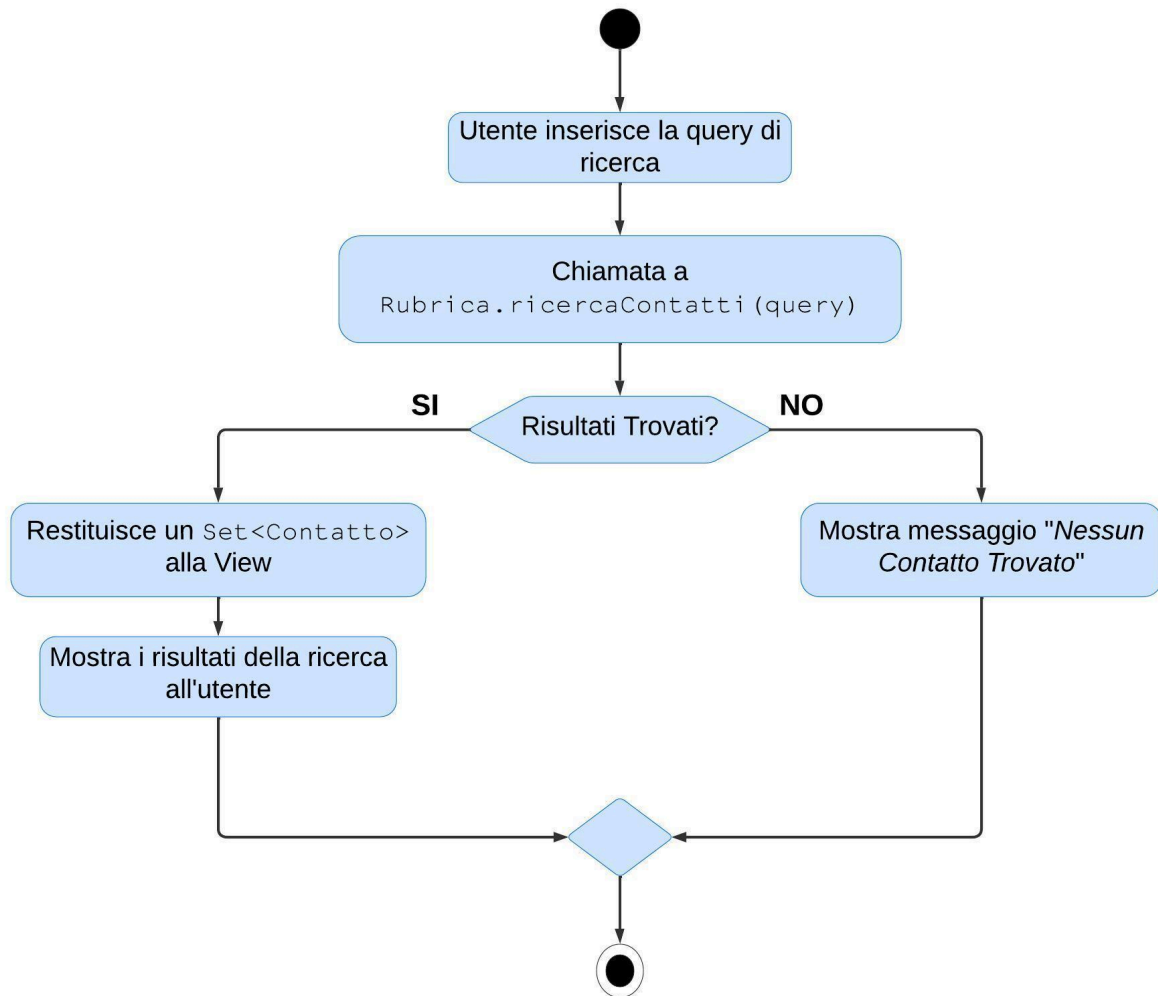 Utente inserisce la query di
ricerca
Chiamata a
Rubrica.ricercaContatti(query)
SI
Risultati Trovati?
NO
Restituisce un Set<Contatto>
alla View
Mostra messaggio "Nessun
Contatto Trovato"
Mostra i risultati della ricerca
all'utente